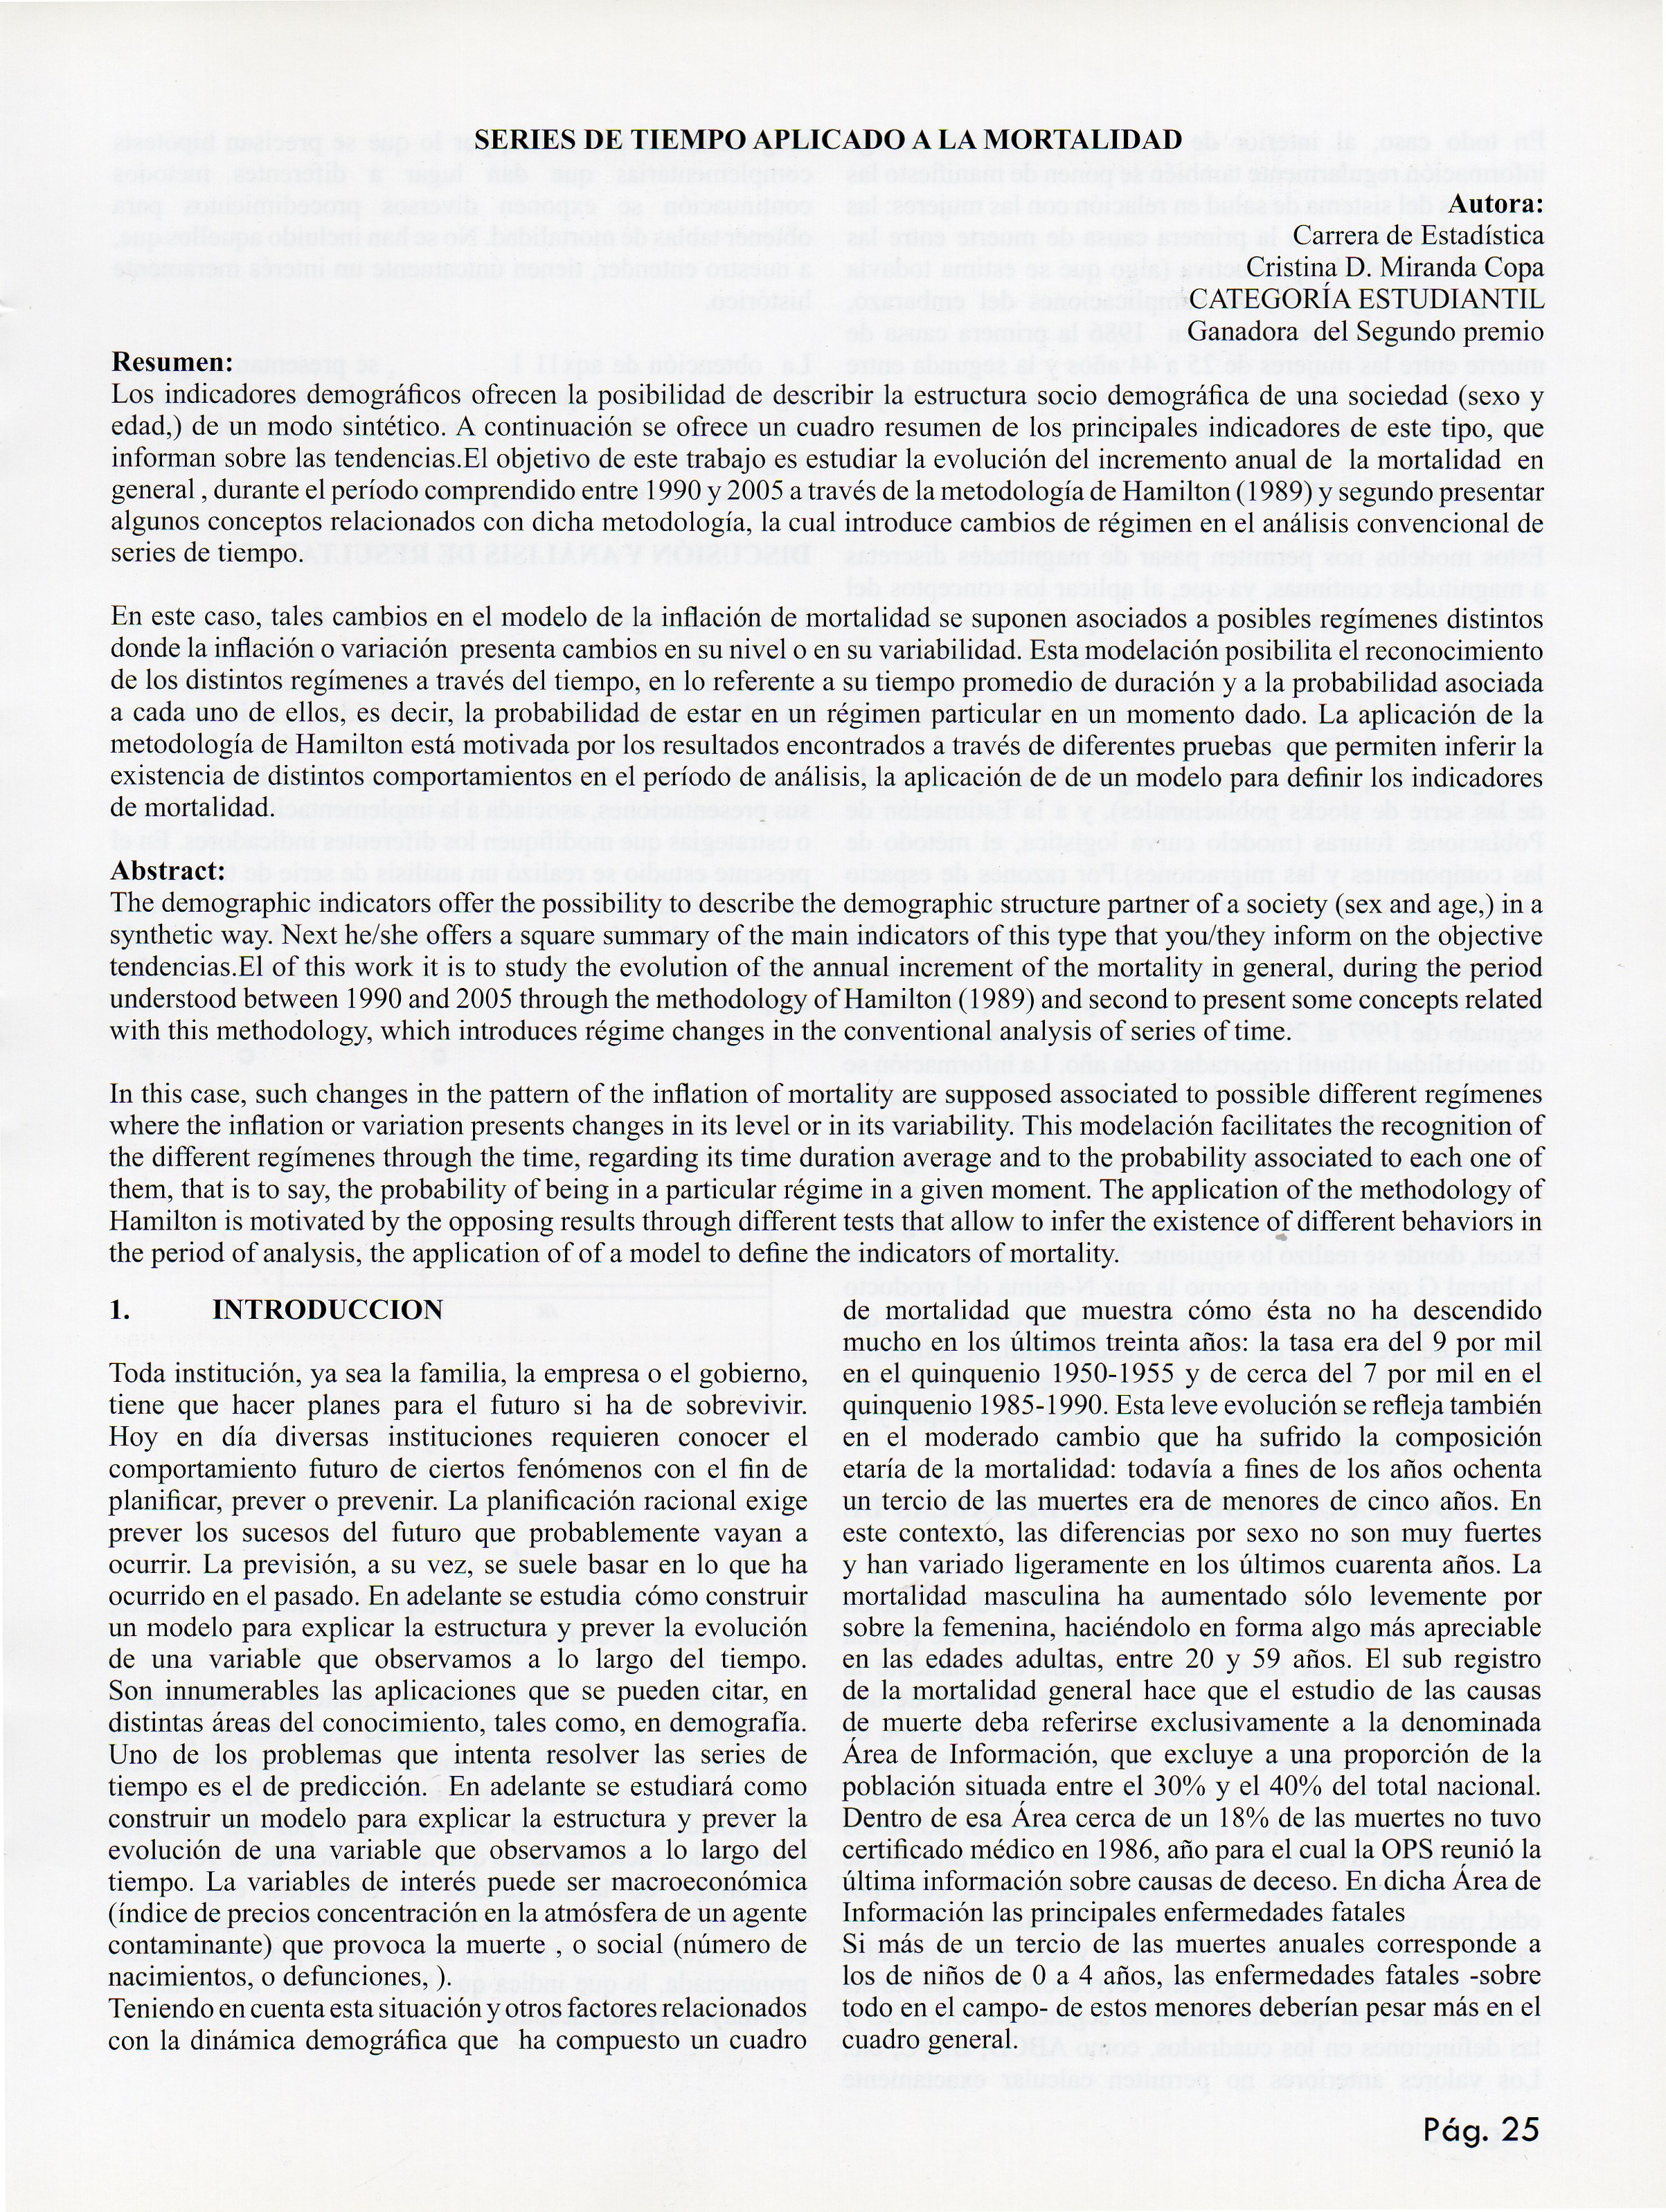 SERIES DE TIEMPO APLICADO A LA MORTALIDAD
Autora:
Carrera de Estadística
Cristina D. Miranda Copa
CATEGORÍA ESTUDIANTIL
Ganadora del Segundo premio
Resumen:
Los indicadores demográficos ofrecen la posibilidad de describir la estructura socio demográfica de una sociedad (sexo y
edad,) de un modo sintético. A continuación se ofrece un cuadro resumen de los principales indicadores de este tipo, que
informan sobre las tendencias.El objetivo de este trabajo es estudiar la evolución del incremento anual de la mortalidad en
general , durante el período comprendido entre 1990 y 2005 a través de la metodología de Hamilton (1989) y segundo presentar
algunos conceptos relacionados con dicha metodología, la cual introduce cambios de régimen en el análisis convencional de
series de tiempo.
En este caso, tales cambios en el modelo de la inflación de mortalidad se suponen asociados a posibles regímenes distintos
donde la inflación o variación presenta cambios en su nivel o en su variabilidad. Esta modelación posibilita el reconocimiento
de los distintos regímenes a través del tiempo, en lo referente a su tiempo promedio de duración y a la probabilidad asociada
a cada uno de ellos, es decir, la probabilidad de estar en un régimen particular en un momento dado. La aplicación de la
metodología de Hamilton está motivada por los resultados encontrados a través de diferentes pruebas que permiten inferir la
existencia de distintos comportamientos en el período de análisis, la aplicación de de un modelo para definir los indicadores
de mortalidad.
Abstract:
The demographic indicators offer the possibility to describe the demographic structure partner of a society (sex and age,) in a
synthetic way. Next he/she offers a square summary of the main indicators of this type that you/they inform on the objective
tendencias.El of this work it is to study the evolution of the annual increment of the mortality in general, during the period
understood between 1990 and 2005 through the methodology of Hamilton (1989) and second to present some concepts related
with this methodology, which introduces régime changes in the conventional analysis of series of time.
In this case, such changes in the pattern of the inflation of mortality are supposed associated to possible different regímenes
where the inflation or variation presents changes in its level or in its variability. This modelación facilitates the recognition of
the different regímenes through the time, regarding its time duration average and to the probability associated to each one of
them, that is to say, the probability of being in a particular régime in a given moment. The application of the methodology of
Hamilton is motivated by the opposing results through different tests that allow to infer the existence of different behaviors in
the period of analysis, the application of of a model to define the indicators of mortality.
1. INTRODUCCION
Toda institución, ya sea la familia, la empresa o el gobierno,
tiene que hacer planes para el futuro si ha de sobrevivir.
Hoy en día diversas instituciones requieren conocer el
comportamiento futuro de ciertos fenómenos con el fin de
planificar, prever o prevenir. La planificación racional exige
prever los sucesos del futuro que probablemente vayan a
ocurrir. La previsión, a su vez, se suele basar en lo que ha
ocurrido en el pasado. En adelante se estudia cómo construir
un modelo para explicar la estructura y prever la evolución
de una variable que observamos a lo largo del tiempo.
Son innumerables las aplicaciones que se pueden citar, en
distintas áreas del conocimiento, tales como, en demografía.
Uno de los problemas que intenta resolver las series de
tiempo es el de predicción. En adelante se estudiará como
construir un modelo para explicar la estructura y prever la
evolución de una variable que observamos a lo largo del
tiempo. La variables de interés puede ser macroeconómica
(índice de precios concentración en la atmósfera de un agente
contaminante) que provoca la muerte , o social (número de
nacimientos, o defunciones, ).
Teniendo en cuenta esta situación y otros factores relacionados
con la dinámica demográfica que ha compuesto un cuadro
de mortalidad que muestra cómo ésta no ha descendido
mucho en los últimos treinta años: la tasa era del 9 por mil
en el quinquenio 1950-1955 y de cerca del 7 por mil en el
quinquenio 1985-1990. Esta leve evolución se refleja también
en el moderado cambio que ha sufrido la composición
etaría de la mortalidad: todavía a fines de los años ochenta
un tercio de las muertes era de menores de cinco años. En
este contexto, las diferencias por sexo no son muy fuertes
y han variado ligeramente en los últimos cuarenta años. La
mortalidad masculina ha aumentado sólo levemente por
sobre la femenina, haciéndolo en forma algo más apreciable
en las edades adultas, entre 20 y 59 años. El sub registro
de la mortalidad general hace que el estudio de las causas
de muerte deba referirse exclusivamente a la denominada
Área de Información, que excluye a una proporción de la
población situada entre el 30% y el 40% del total nacional.
Dentro de esa Área cerca de un 18% de las muertes no tuvo
certificado médico en 1986, año para el cual la OPS reunió la
última información sobre causas de deceso. En dicha Área de
Información las principales enfermedades fatales
Si más de un tercio de las muertes anuales corresponde a
los de niños de 0 a 4 años, las enfermedades fatales -sobre
todo en el campo- de estos menores deberían pesar más en el
cuadro general.
Pág. 25